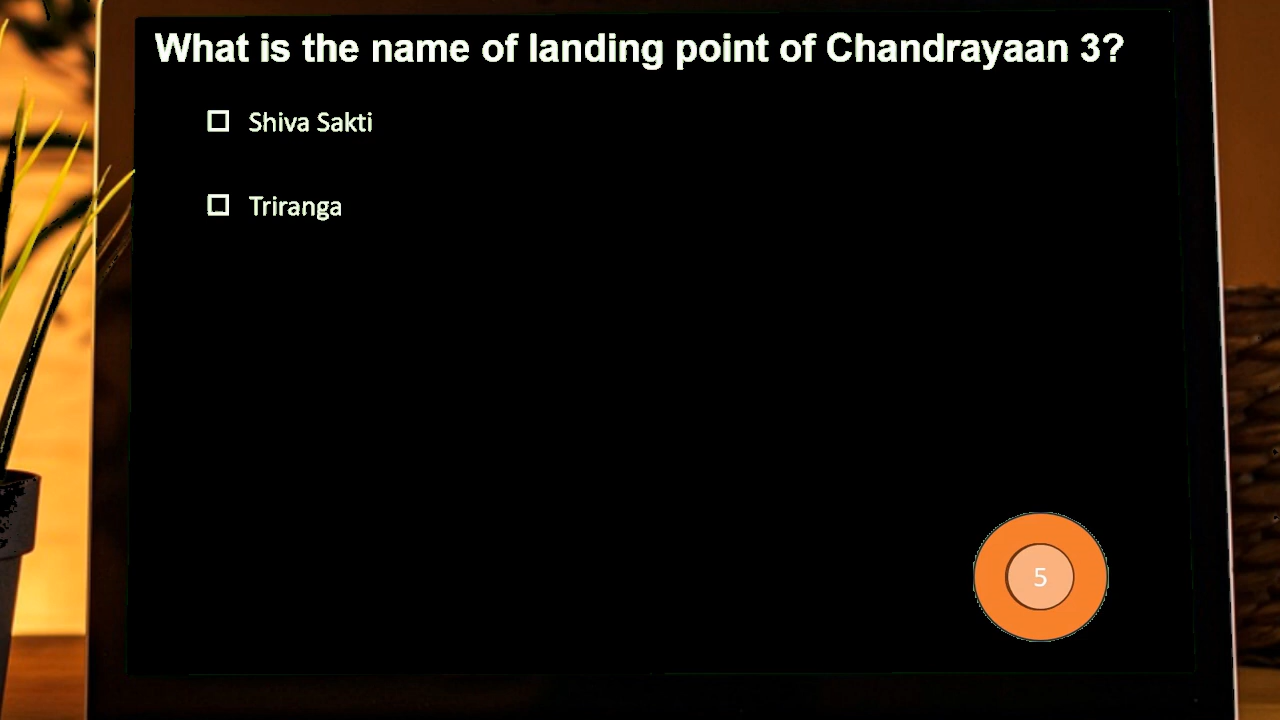 What is the name of landing point of Chandrayaan 3?
Shiva Sakti
Triranga
5